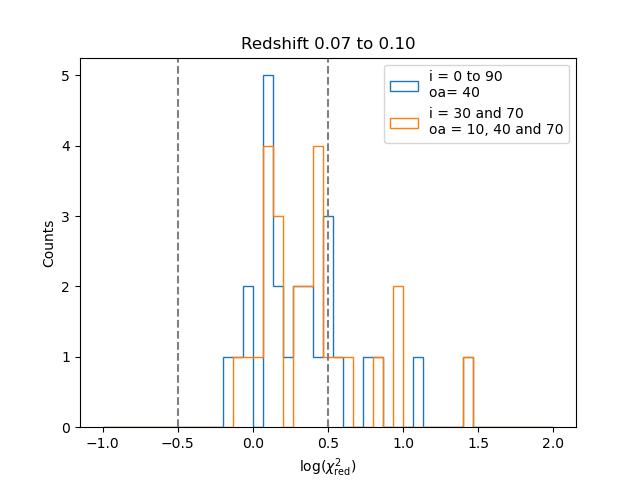 Redshift 0.07 to 0.10
i = 0 to 90
oa= 40
i = 30 and 70
oa = 10, 40 and 70
Counts
5
4
3
2
1
0
−1.0 −0.5 0.0 0.5 1.0 1.5 2.0
log(χ²red)